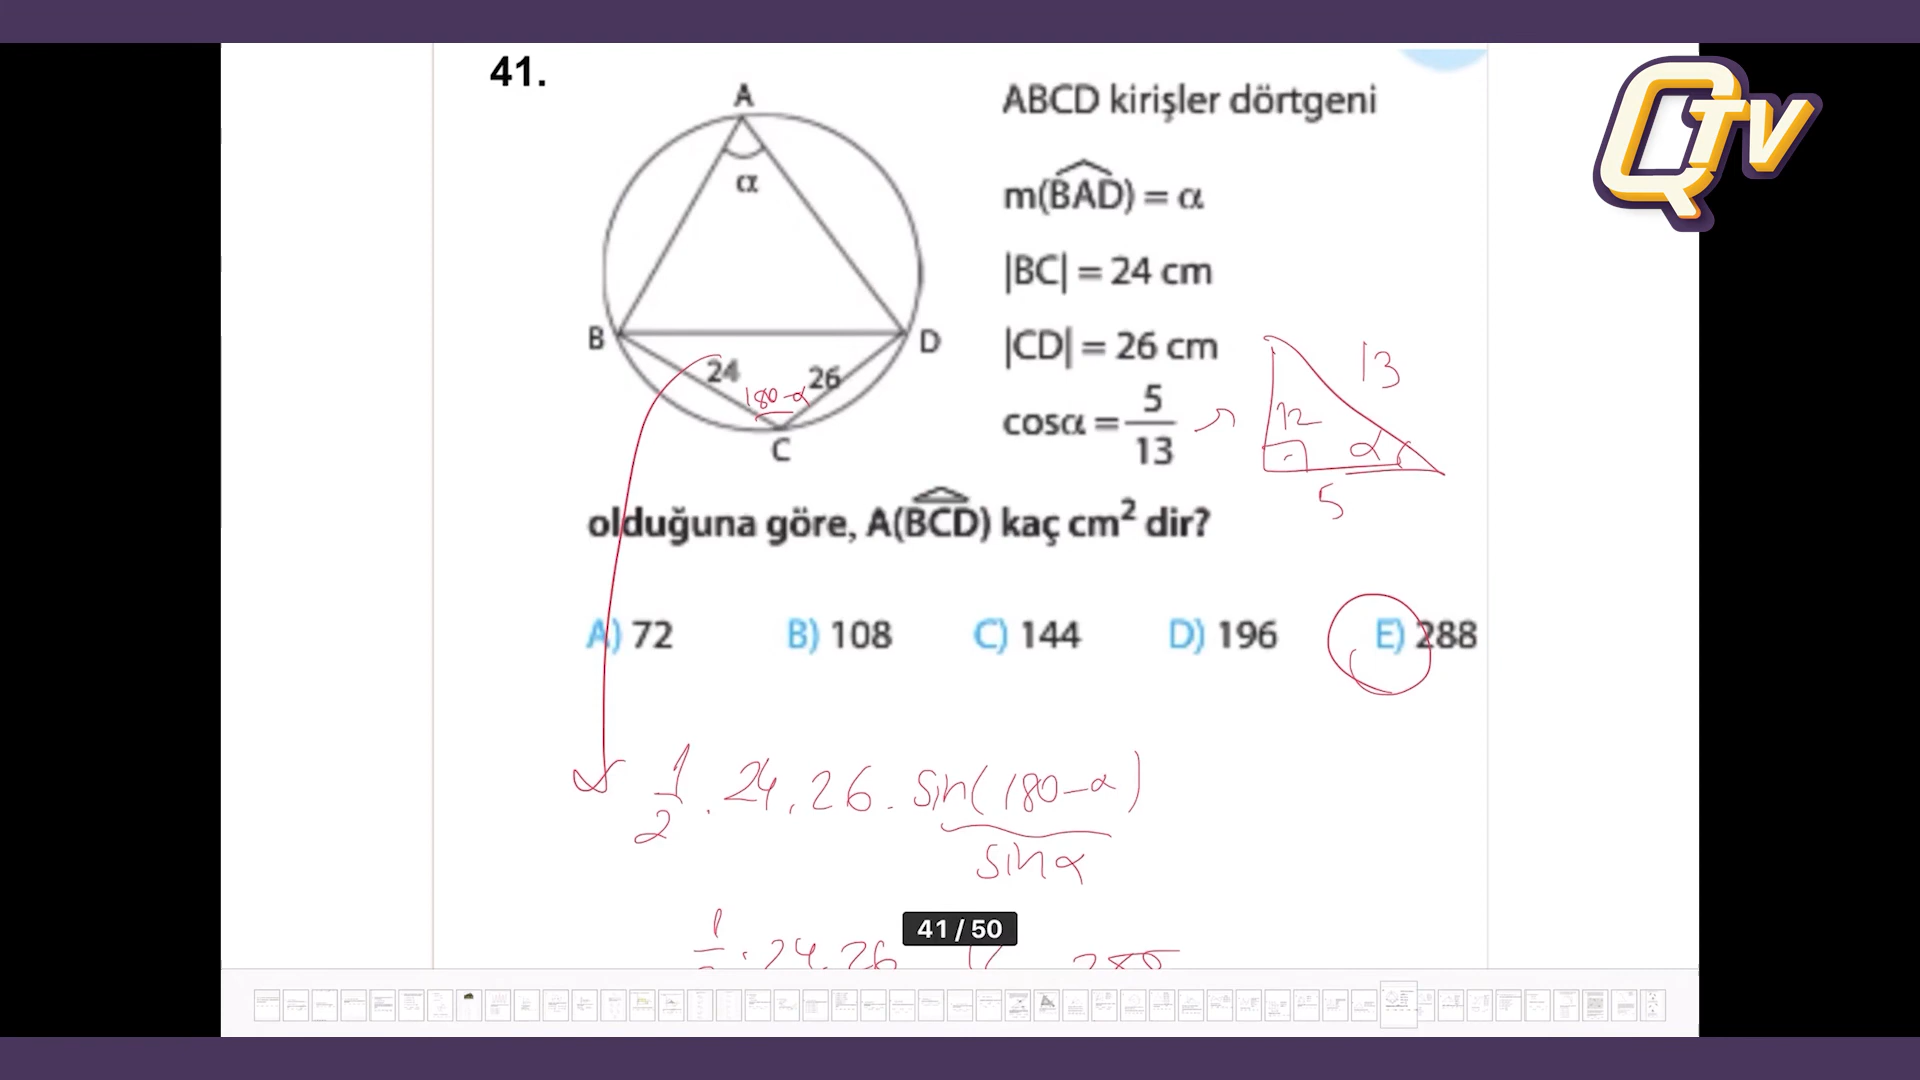 QTV
41.
ABCD kirişler dörtgeni
A
α
m(BAD) = α
|BC| = 24 cm
B
D
|CD| = 26 cm
24
26
180-α
C
cosα = 5/13
13
12
α
5
olduğuna göre, A(BCD) kaç cm² dir?
A) 72 B) 108 C) 144 D) 196 E) 288
1/2 . 24 . 26 . sin(180-α)
sinα
41 / 50